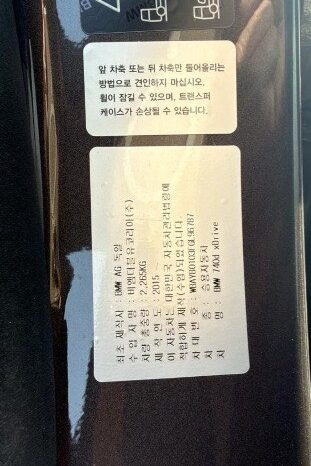 앞 차축 또는 뒤 차축만 들어올리는
방법으로 견인하지 마십시오.
휠이 잠길 수 있으며, 트랜스퍼
케이스가 손상될 수 있습니다.
최초 제작사 : BMW AG 독일
수 입 자 명 : 비엠더블유코리아(주)
차량 총중량 : 2,265KG
제 작 연 도 : 2015 -
이 자동차는 대한민국 자동차관리법령에
적합하게 제작(수입)되었습니다
차 대 번 호 :
차 종 : 승용자동차
차 명 : BMW 740d xDrive